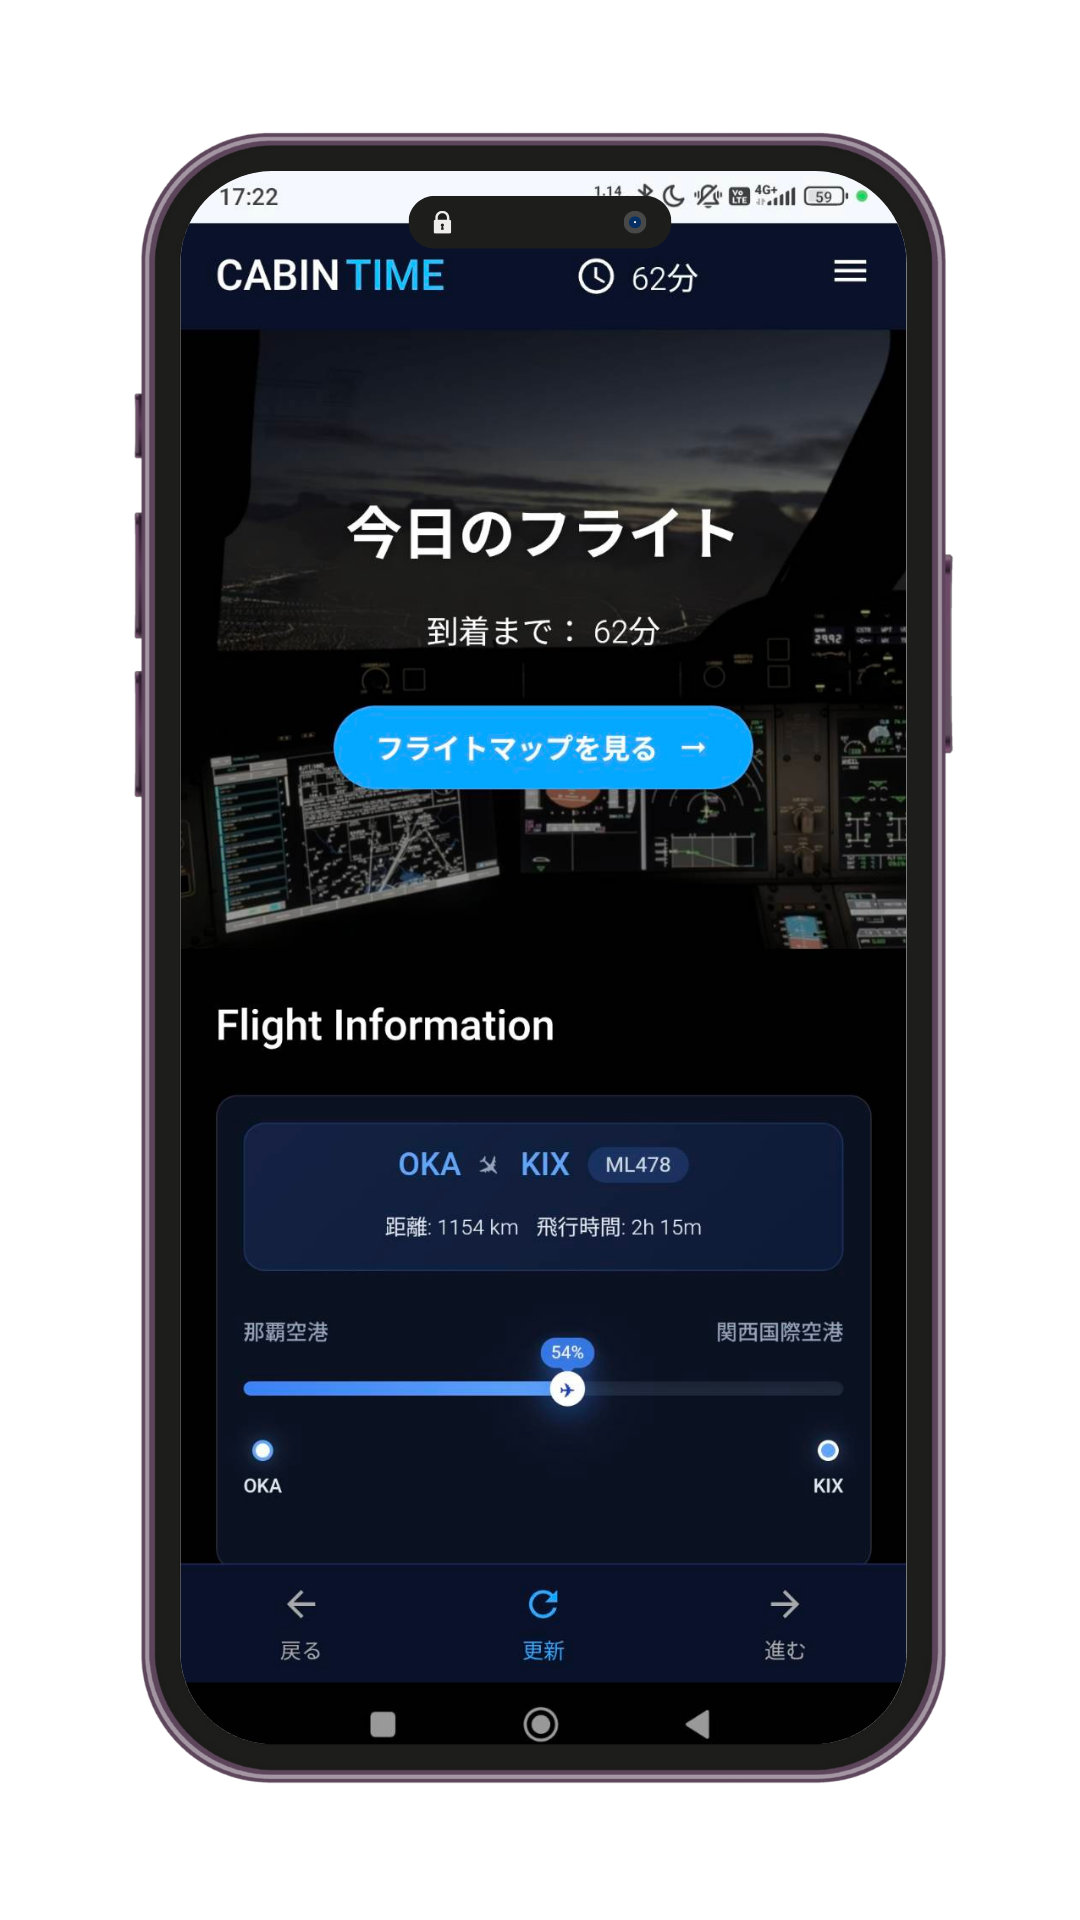 17:22
1.14
Vo LTE
4G+
59
CABIN TIME
62分
今日のフライト
到着まで： 62分
2992
フライトマップを見る →
Flight Information
OKA KIX ML478
距離: 1154 km 飛行時間: 2h 15m
那覇空港 関西国際空港
54%
OKA KIX
戻る 更新 進む